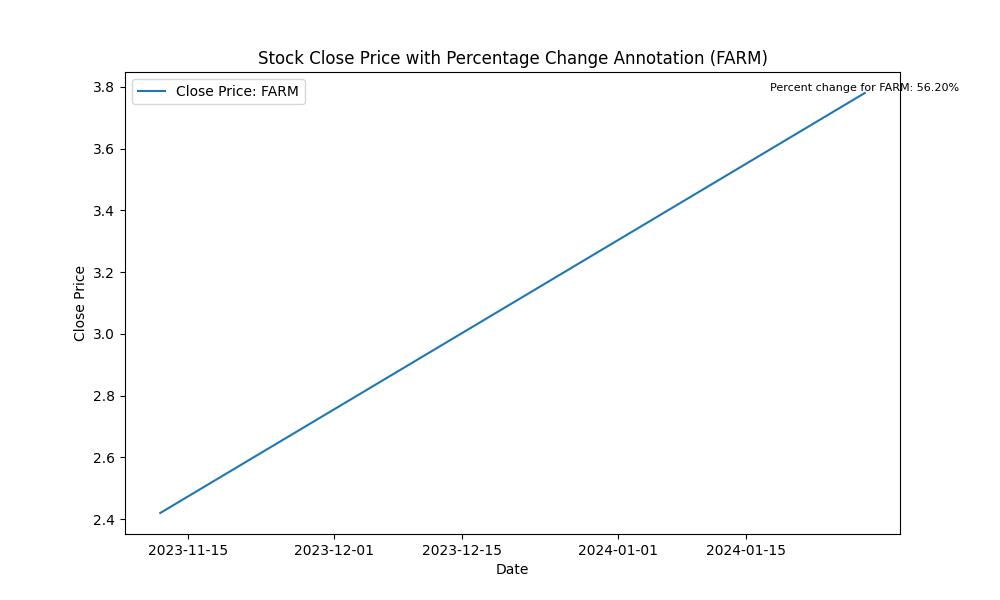 Stock Close Price with Percentage Change Annotation (FARM)
Close Price: FARM
Percent change for FARM: 56.20%
3.8
3.6
3.4
3.2
3.0
2.8
2.6
2.4
Close Price
2023-11-15
2023-12-01
2023-12-15
2024-01-01
2024-01-15
Date